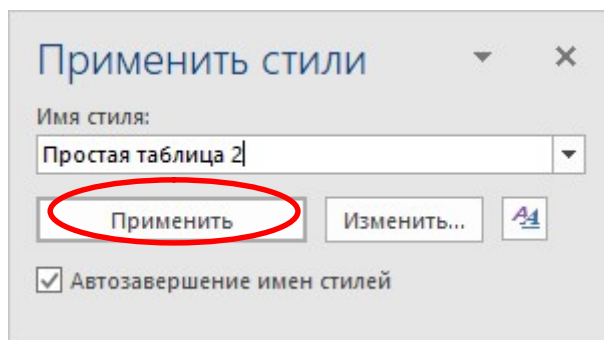 Применить стили
Имя стиля:
Простая таблица 2
Применить
Изменить...
Автозавершение имен стилей